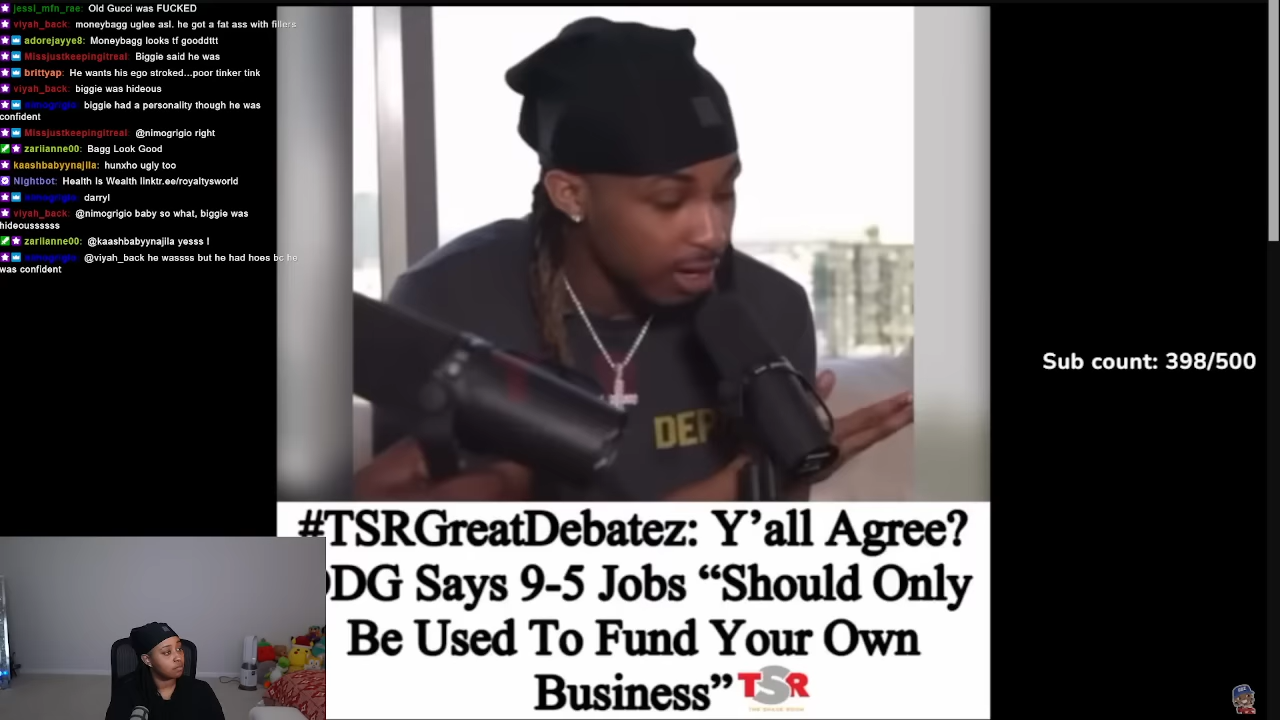 jessi_mfn_rae: Old Gucci was FUCKED
viyah_back: moneybagg uglee asl. he got a fat ass with fillers
adorejayye8: Moneybagg looks tf gooddttt
Missjustkeepingitreal: Biggie said he was
brittyap: He wants his ego stroked...poor tinker tink
viyah_back: biggie was hideous
nimogrigio: biggie had a personality though he was
confident
Missjustkeepingitreal: @nimogrigio right
zarlianne00: Bagg Look Good
kaashbabyynajlla: hunxho ugly too
Nightbot: Health Is Wealth linktr.ee/royaltysworld
nimogrigio: darryl
viyah_back: @nimogrigio baby so what, biggie was
hideoussssss
zarlianne00: @kaashbabyynajlla yesss !
nimogrigio: @viyah_back he wassss but he had hoes bc he
was confident
DEP
Sub count: 398/500
#TSRGreatDebatez: Y'all Agree?
DDG Says 9-5 Jobs “Should Only
Be Used To Fund Your Own
Business” TSR